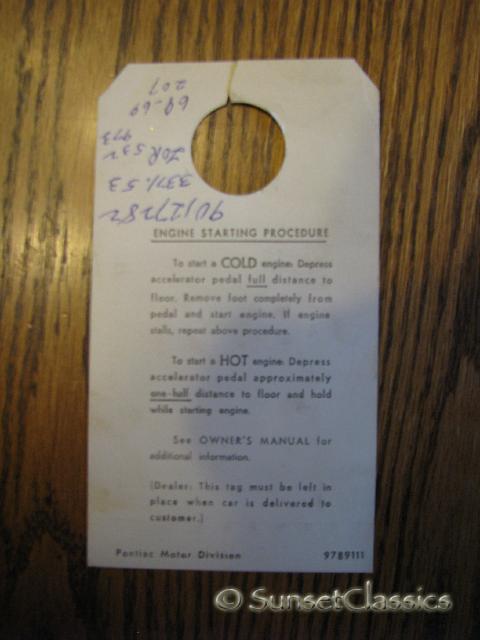 ENGINE STARTING PROCEDURE
To start a COLD engine: Depress
accelerator pedal full distance to
floor. Remove foot completely from
pedal and start engine. If engine
stalls, repeat above procedure.
To start a HOT engine: Depress
accelerator pedal approximately
one-half distance to floor and hold
while starting engine.
See OWNER'S MANUAL for
additional information.
(Dealer: This tag must be left in
place when car is delivered to
customer.)
Pontiac Motor Division 9789111
© SunsetClassics